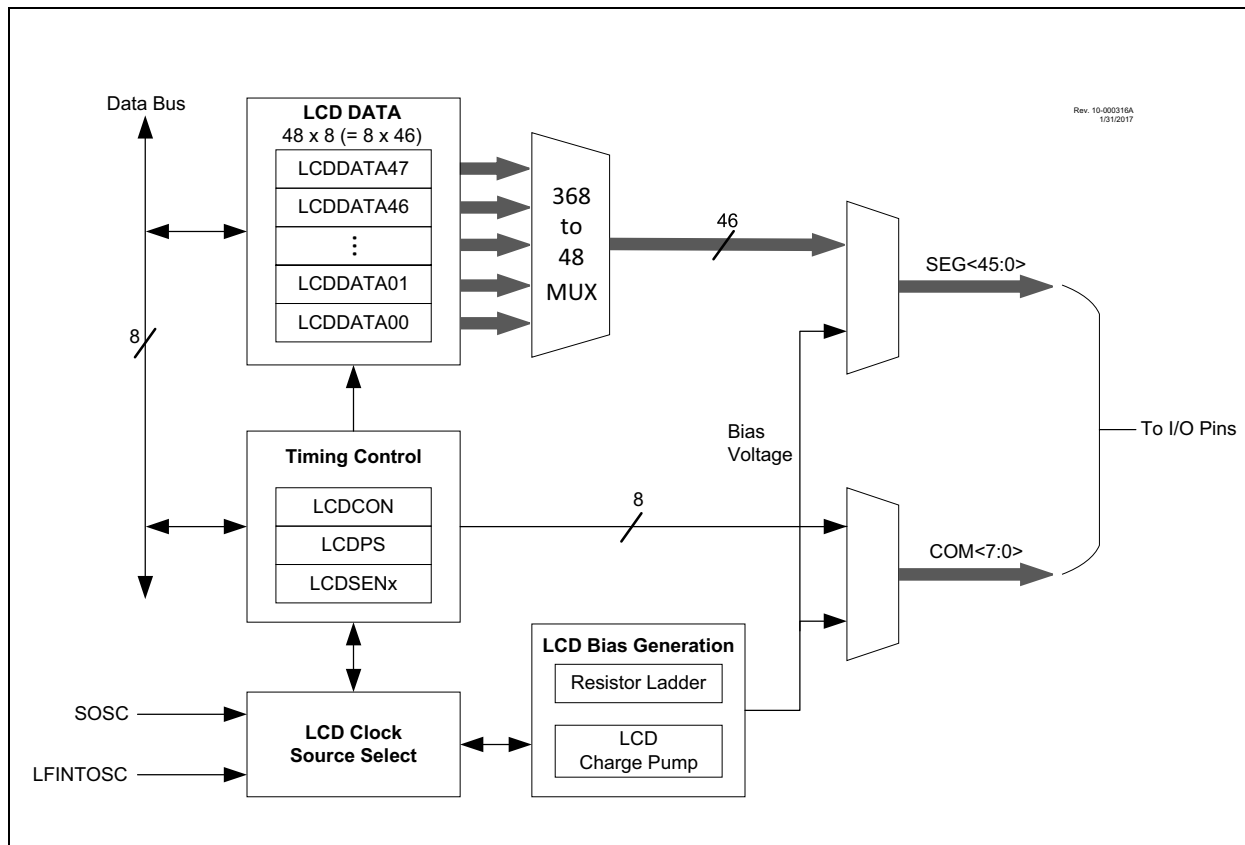 Rev. 10-000316A
1/31/2017
Data Bus
LCD DATA
48 x 8 (= 8 x 46)
LCDDATA47
LCDDATA46
⋮
LCDDATA01
LCDDATA00
368
to
48
MUX
46
SEG<45:0>
8
Timing Control
LCDCON
LCDPS
LCDSENx
8
Bias
Voltage
To I/O Pins
COM<7:0>
LCD Bias Generation
Resistor Ladder
LCD
Charge Pump
SOSC
LFINTOSC
LCD Clock
Source Select